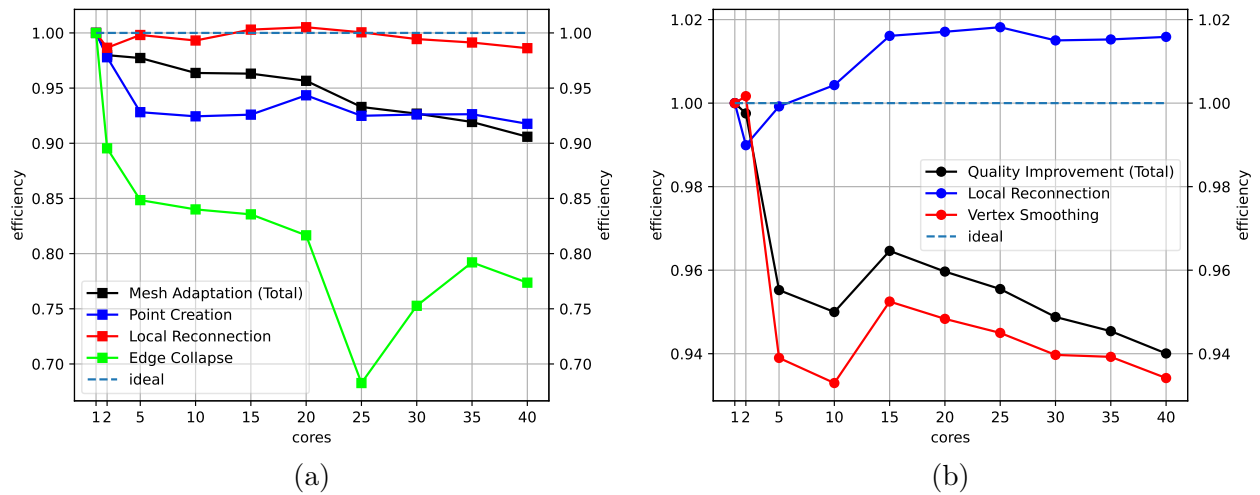 1.00
0.95
0.90
0.85
0.80
0.75
0.70
efficiency
1.00
0.95
0.90
0.85
0.80
0.75
0.70
efficiency
Mesh Adaptation (Total)
Point Creation
Local Reconnection
Edge Collapse
ideal
1 2 5 10 15 20 25 30 35 40
cores
(a)
1.02
1.00
0.98
0.96
0.94
efficiency
1.02
1.00
0.98
0.96
0.94
efficiency
Quality Improvement (Total)
Local Reconnection
Vertex Smoothing
ideal
1 2 5 10 15 20 25 30 35 40
cores
(b)